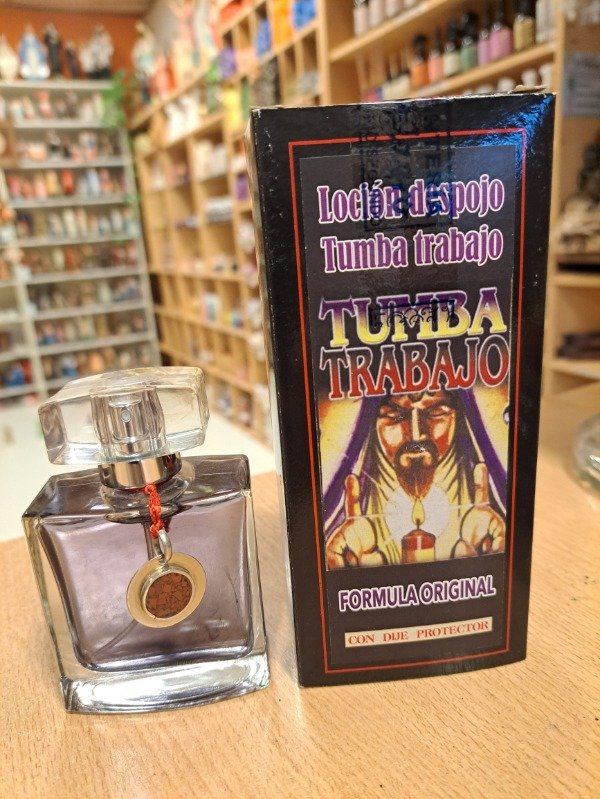 Loción despojo
Tumba trabajo
TUMBA
TRABAJO
FORMULA ORIGINAL
CON DIJE PROTECTOR